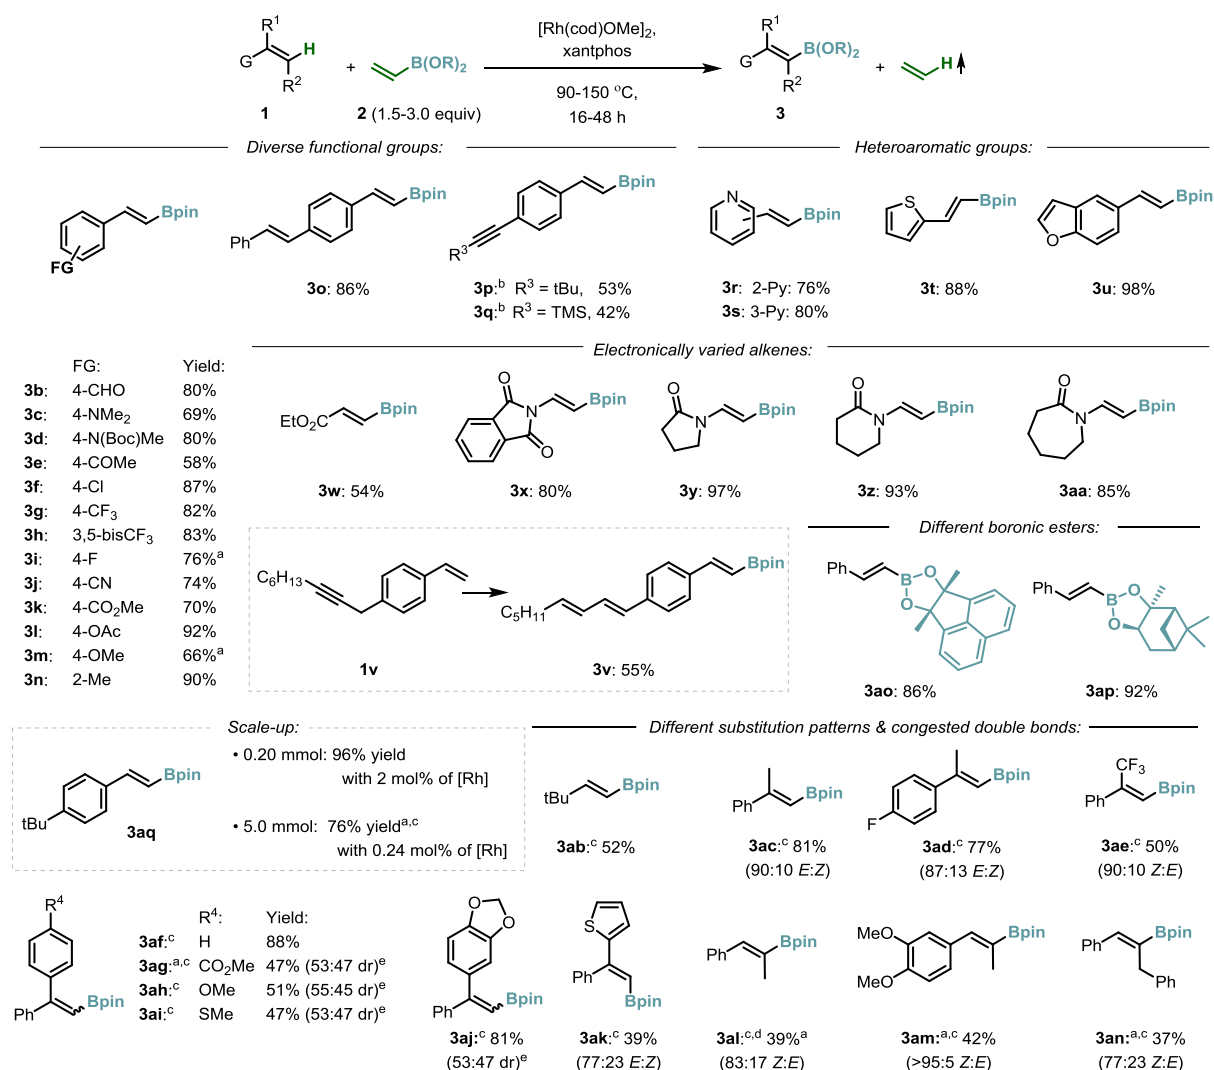 R¹
G
H
R²
1
+
B(OR)₂
2 (1.5-3.0 equiv)
[Rh(cod)OMe]₂,
xantphos
90-150 °C,
16-48 h
R¹
G
B(OR)₂
R²
3
+
H
Diverse functional groups:
Heteroaromatic groups:
Bpin
FG
Ph
Bpin
3o: 86%
Bpin
R³
3p:ᵇ R³ = tBu, 53%
3q:ᵇ R³ = TMS, 42%
N
Bpin
3r: 2-Py: 76%
3s: 3-Py: 80%
S
Bpin
3t: 88%
O
Bpin
3u: 98%
FG: Yield:
3b: 4-CHO 80%
3c: 4-NMe₂ 69%
3d: 4-N(Boc)Me 80%
3e: 4-COMe 58%
3f: 4-Cl 87%
3g: 4-CF₃ 82%
3h: 3,5-bisCF₃ 83%
3i: 4-F 76%ᵃ
3j: 4-CN 74%
3k: 4-CO₂Me 70%
3l: 4-OAc 92%
3m: 4-OMe 66%ᵃ
3n: 2-Me 90%
Electronically varied alkenes:
EtO₂C
Bpin
3w: 54%
O
N
O
Bpin
3x: 80%
O
N
Bpin
3y: 97%
O
N
Bpin
3z: 93%
O
N
Bpin
3aa: 85%
C₆H₁₃
1v
C₅H₁₁
Bpin
3v: 55%
Different boronic esters:
Ph
B
O
O
3ao: 86%
Ph
B
O
O
3ap: 92%
Scale-up:
Bpin
tBu
3aq
• 0.20 mmol: 96% yield
with 2 mol% of [Rh]
• 5.0 mmol: 76% yieldᵃ,ᶜ
with 0.24 mol% of [Rh]
Different substitution patterns & congested double bonds:
tBu
Bpin
3ab:ᶜ 52%
Ph
Bpin
3ac:ᶜ 81%
(90:10 E:Z)
F
Bpin
3ad:ᶜ 77%
(87:13 E:Z)
CF₃
Ph
Bpin
3ae:ᶜ 50%
(90:10 Z:E)
R⁴
Ph
Bpin
R⁴: Yield:
3af:ᶜ H 88%
3ag:ᵃ,ᶜ CO₂Me 47% (53:47 dr)ᵉ
3ah:ᶜ OMe 51% (55:45 dr)ᵉ
3ai:ᶜ SMe 47% (53:47 dr)ᵉ
O
O
Ph
Bpin
3aj:ᶜ 81%
(53:47 dr)ᵉ
S
Ph
Bpin
3ak:ᶜ 39%
(77:23 E:Z)
Ph
Bpin
Me
3al:ᶜ,ᵈ 39%ᵃ
(83:17 Z:E)
MeO
MeO
Bpin
Me
3am:ᵃ,ᶜ 42%
(>95:5 Z:E)
Ph
Bpin
Ph
3an:ᵃ,ᶜ 37%
(77:23 Z:E)